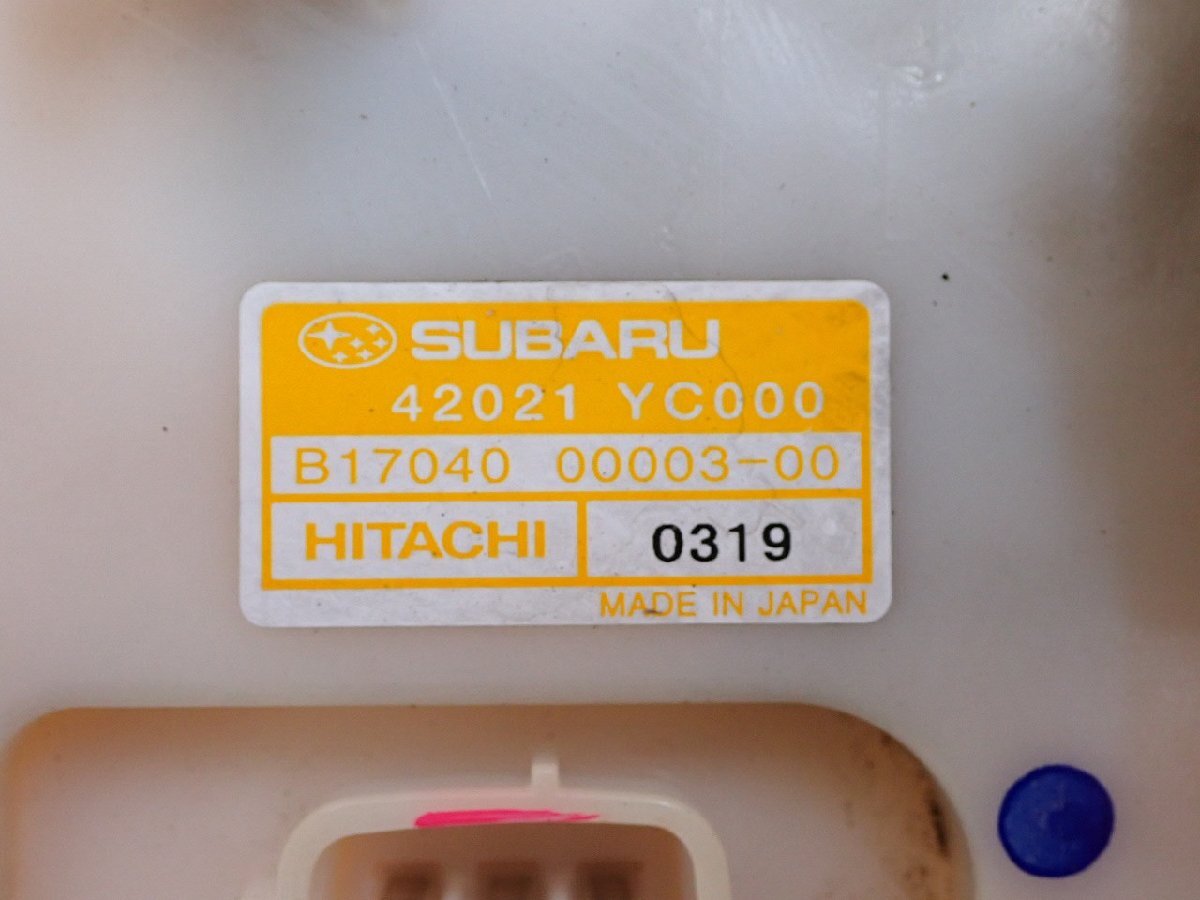 SUBARU
42021 YC000
B17040 00003-00
HITACHI 0319
MADE IN JAPAN